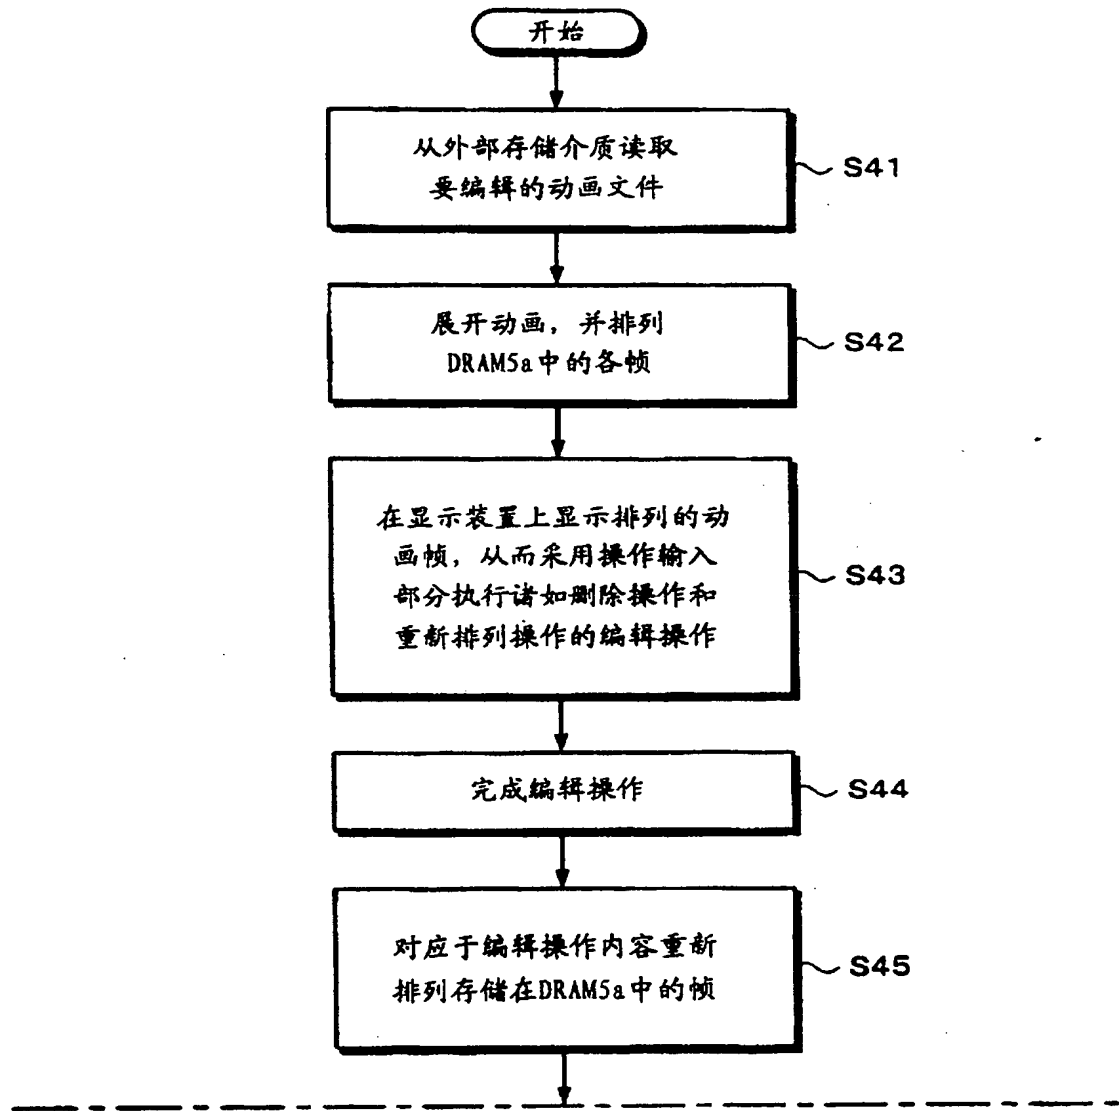 开始
从外部存储介质读取
要编辑的动画文件
S41
展开动画，并排列
DRAM5a中的各帧
S42
在显示装置上显示排列的动
画帧，从而采用操作输入
部分执行诸如删除操作和
重新排列操作的编辑操作
S43
完成编辑操作
S44
对应于编辑操作内容重新
排列存储在DRAM5a中的帧
S45